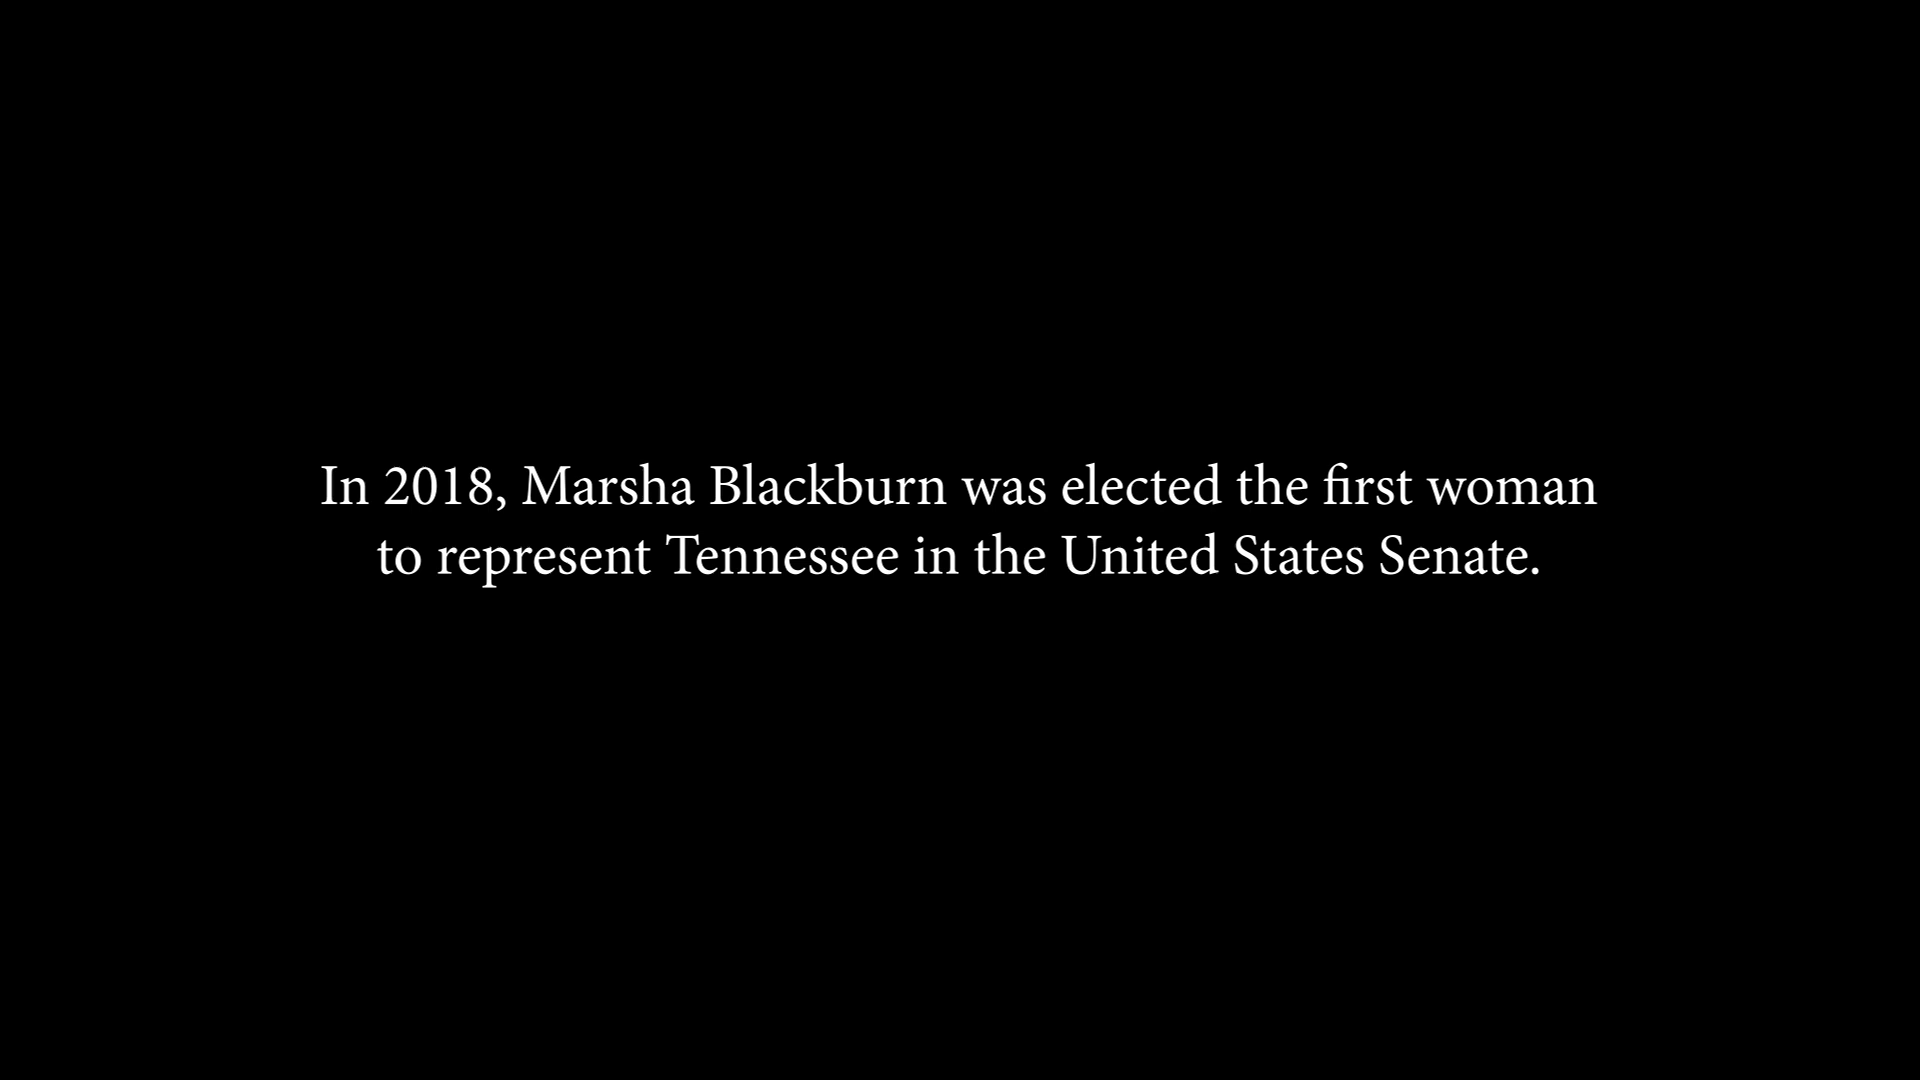 In 2018, Marsha Blackburn was elected the first woman
to represent Tennessee in the United States Senate.